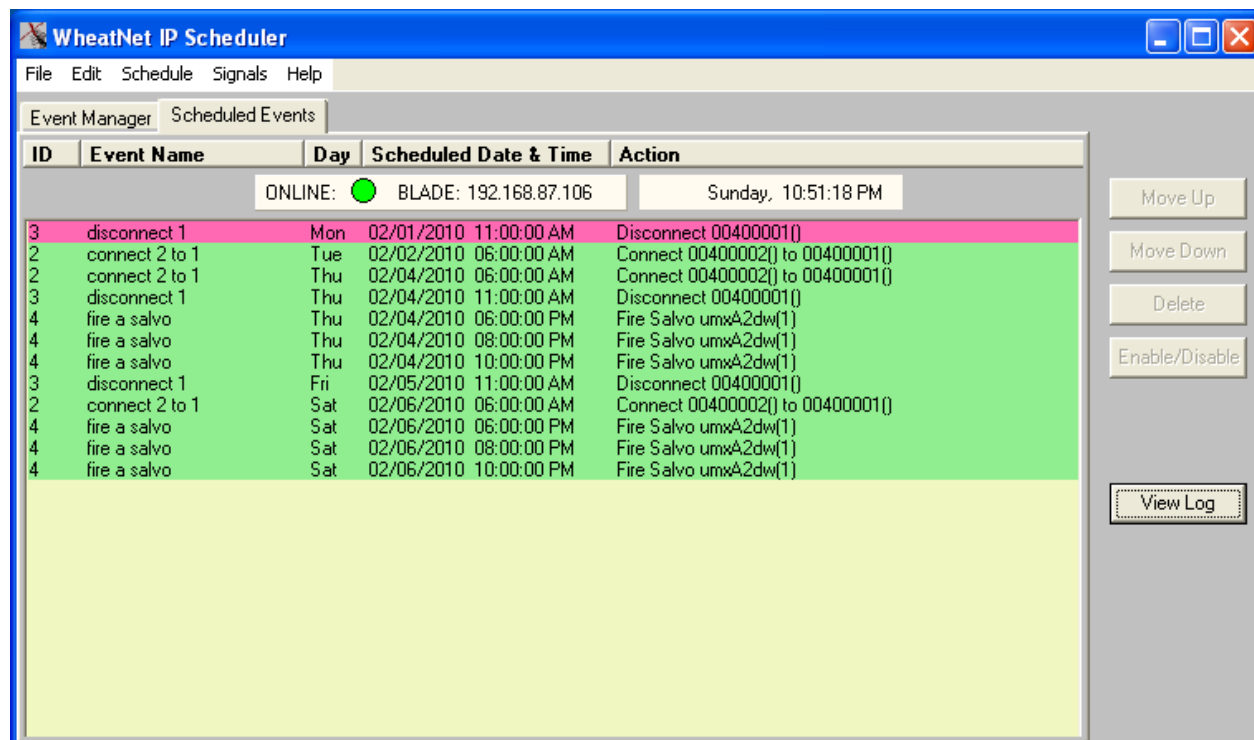 WheatNet IP Scheduler
File Edit Schedule Signals Help
Event Manager Scheduled Events
ID Event Name Day Scheduled Date & Time Action
ONLINE: BLADE: 192.168.87.106 Sunday, 10:51:18 PM
3 disconnect 1 Mon 02/01/2010 11:00:00 AM Disconnect 00400001()
2 connect 2 to 1 Tue 02/02/2010 06:00:00 AM Connect 00400002() to 00400001()
2 connect 2 to 1 Thu 02/04/2010 06:00:00 AM Connect 00400002() to 00400001()
3 disconnect 1 Thu 02/04/2010 11:00:00 AM Disconnect 00400001()
4 fire a salvo Thu 02/04/2010 06:00:00 PM Fire Salvo umxA2dw(1)
4 fire a salvo Thu 02/04/2010 08:00:00 PM Fire Salvo umxA2dw(1)
4 fire a salvo Thu 02/04/2010 10:00:00 PM Fire Salvo umxA2dw(1)
3 disconnect 1 Fri 02/05/2010 11:00:00 AM Disconnect 00400001()
2 connect 2 to 1 Sat 02/06/2010 06:00:00 AM Connect 00400002() to 00400001()
4 fire a salvo Sat 02/06/2010 06:00:00 PM Fire Salvo umxA2dw(1)
4 fire a salvo Sat 02/06/2010 08:00:00 PM Fire Salvo umxA2dw(1)
4 fire a salvo Sat 02/06/2010 10:00:00 PM Fire Salvo umxA2dw(1)
Move Up
Move Down
Delete
Enable/Disable
View Log